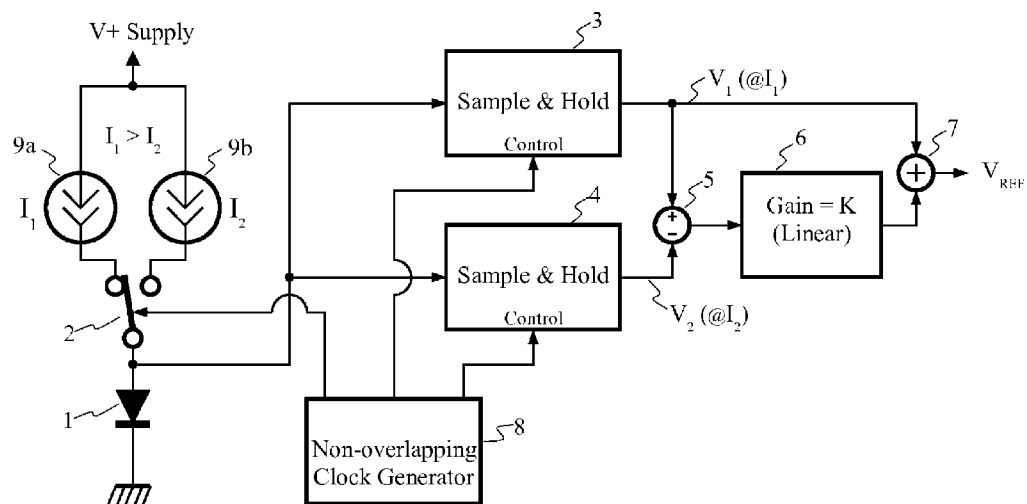 V+ Supply
3
Sample & Hold
Control
V₁ (@I₁)
9a
I₁ > I₂
9b
I₁
I₂
6
7
Gain = K
(Linear)
+
V_REF
4
5
+
-
Sample & Hold
Control
V₂ (@I₂)
2
1
8
Non-overlapping
Clock Generator